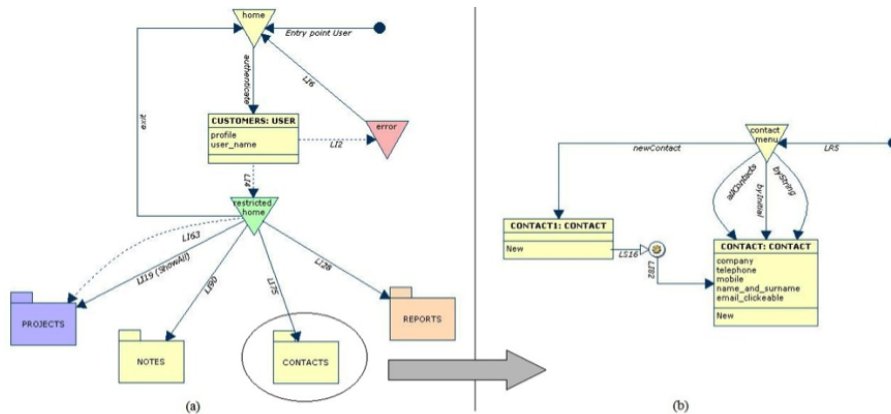 home
Entry point User
authenticate
LI6
exit
CUSTOMERS: USER
profile
user_name
LI2
error
LI4
restricted
home
LI63
LI19 (ShowAll)
LI75
LI28
PROJECTS
NOTES
CONTACTS
REPORTS
(a)
contact
menu
LR5
newContact
allContacts
byInitial
byString
CONTACT1: CONTACT
New
LS16
LI82
CONTACT: CONTACT
company
telephone
mobile
name_and_surname
email_clickeable
New
(b)